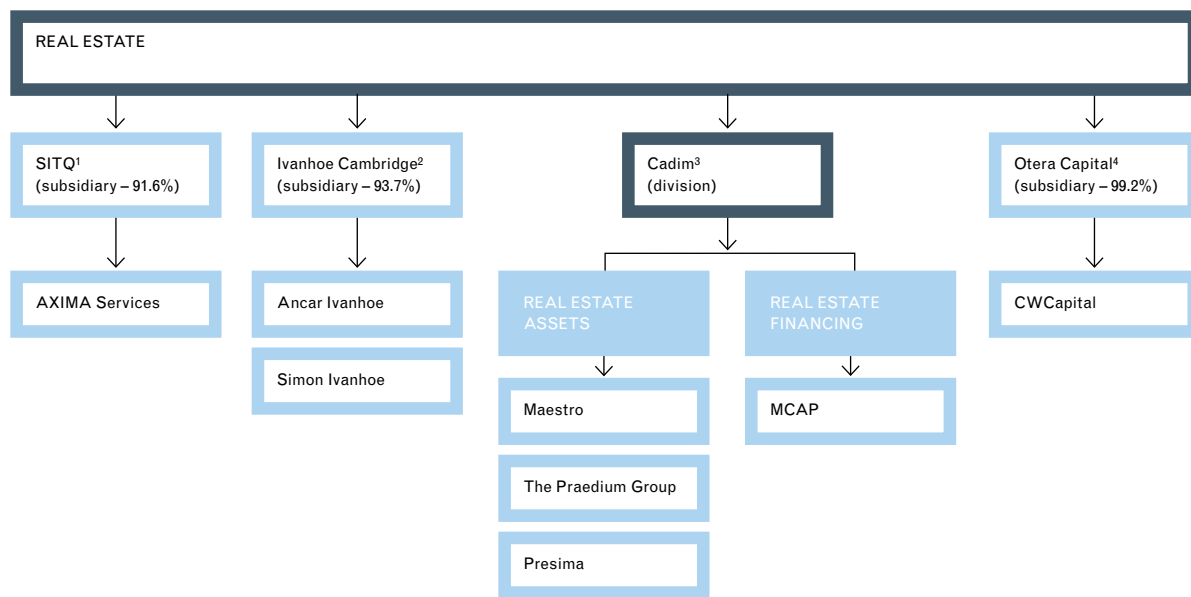 REAL ESTATE
SITQ¹
(subsidiary – 91.6%)
Ivanhoe Cambridge²
(subsidiary – 93.7%)
Cadim³
(division)
Otera Capital⁴
(subsidiary – 99.2%)
AXIMA Services
Ancar Ivanhoe
Simon Ivanhoe
REAL ESTATE
ASSETS
REAL ESTATE
FINANCING
CWCapital
Maestro
MCAP
The Praedium Group
Presima